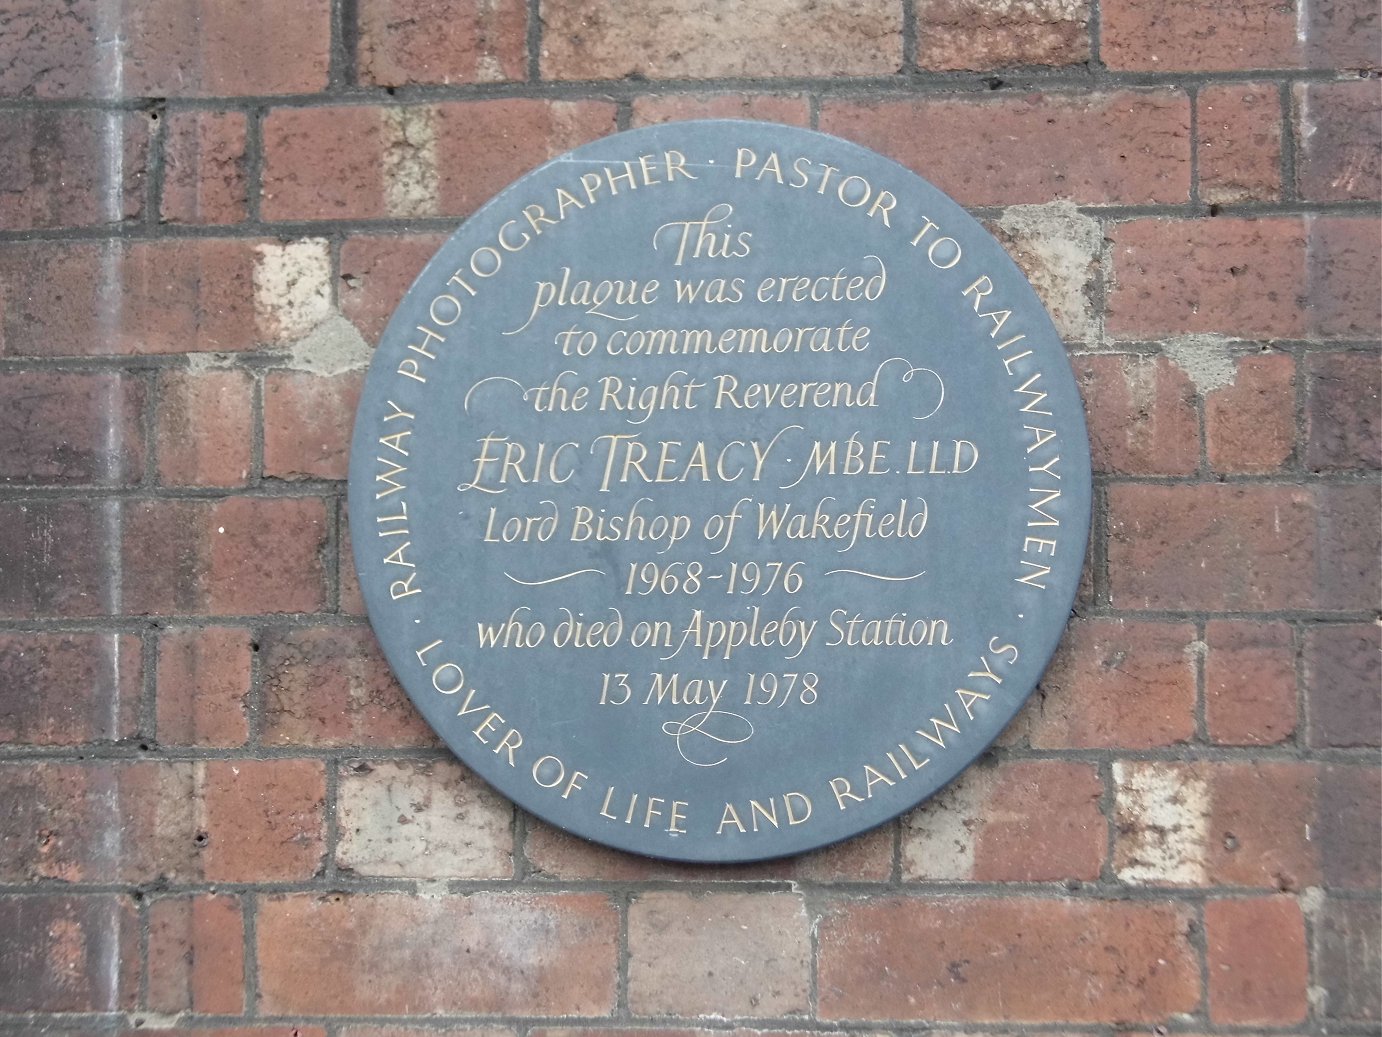 RAILWAY PHOTOGRAPHER · PASTOR TO RAILWAYMEN · LOVER OF LIFE AND RAILWAYS ·
This
plaque was erected
to commemorate
the Right Reverend
ERIC TREACY · MBE.LL.D
Lord Bishop of Wakefield
1968-1976
who died on Appleby Station
13 May 1978